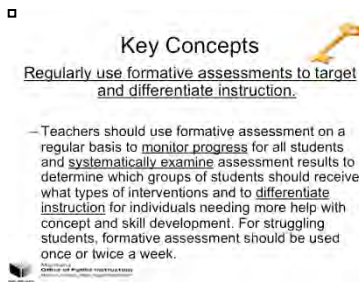 Key Concepts
Regularly use formative assessments to target
and differentiate instruction.
– Teachers should use formative assessment on a
regular basis to monitor progress for all students
and systematically examine assessment results to
determine which groups of students should receive
what types of interventions and to differentiate
instruction for individuals needing more help with
concept and skill development. For struggling
students, formative assessment should be used
once or twice a week.
Montana
Office of Public Instruction